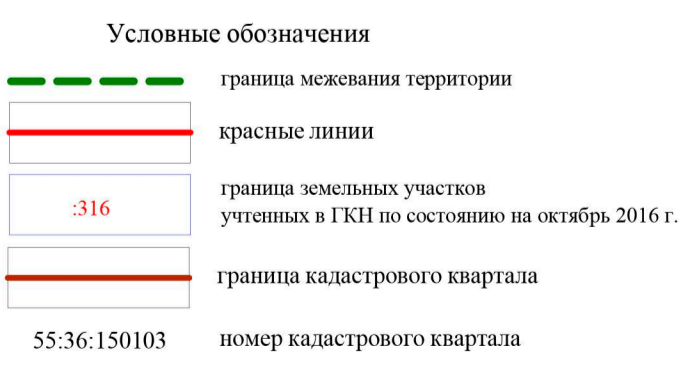 Условные обозначения
граница межевания территории
красные линии
:316
граница земельных участков
учтенных в ГКН по состоянию на октябрь 2016 г.
граница кадастрового квартала
55:36:150103 номер кадастрового квартала